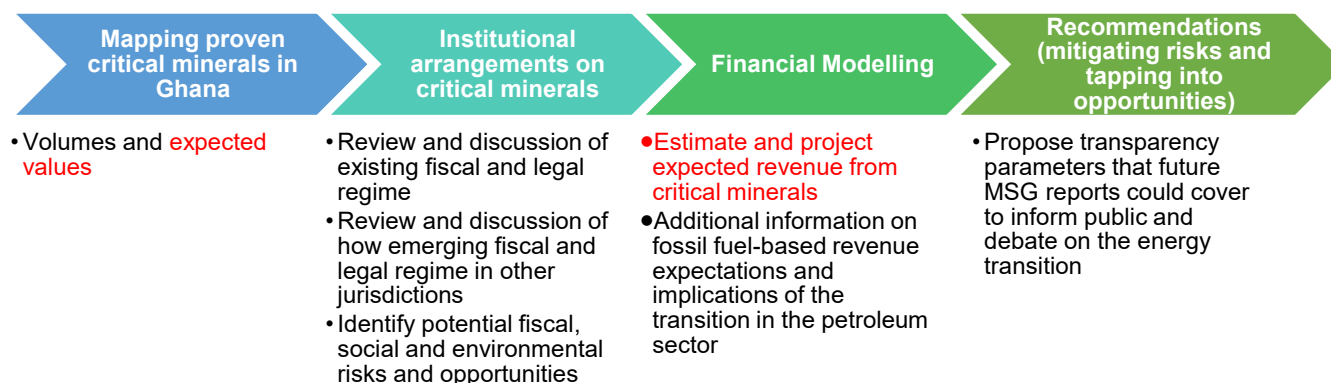 Mapping proven
critical minerals in
Ghana
Institutional
arrangements on
critical minerals
Financial Modelling
Recommendations
(mitigating risks and
tapping into
opportunities)
• Volumes and expected
values
• Review and discussion of
existing fiscal and legal
regime
• Review and discussion of
how emerging fiscal and
legal regime in other
jurisdictions
• Identify potential fiscal,
social and environmental
risks and opportunities
• Estimate and project
expected revenue from
critical minerals
• Additional information on
fossil fuel-based revenue
expectations and
implications of the
transition in the petroleum
sector
• Propose transparency
parameters that future
MSG reports could cover
to inform public and
debate on the energy
transition